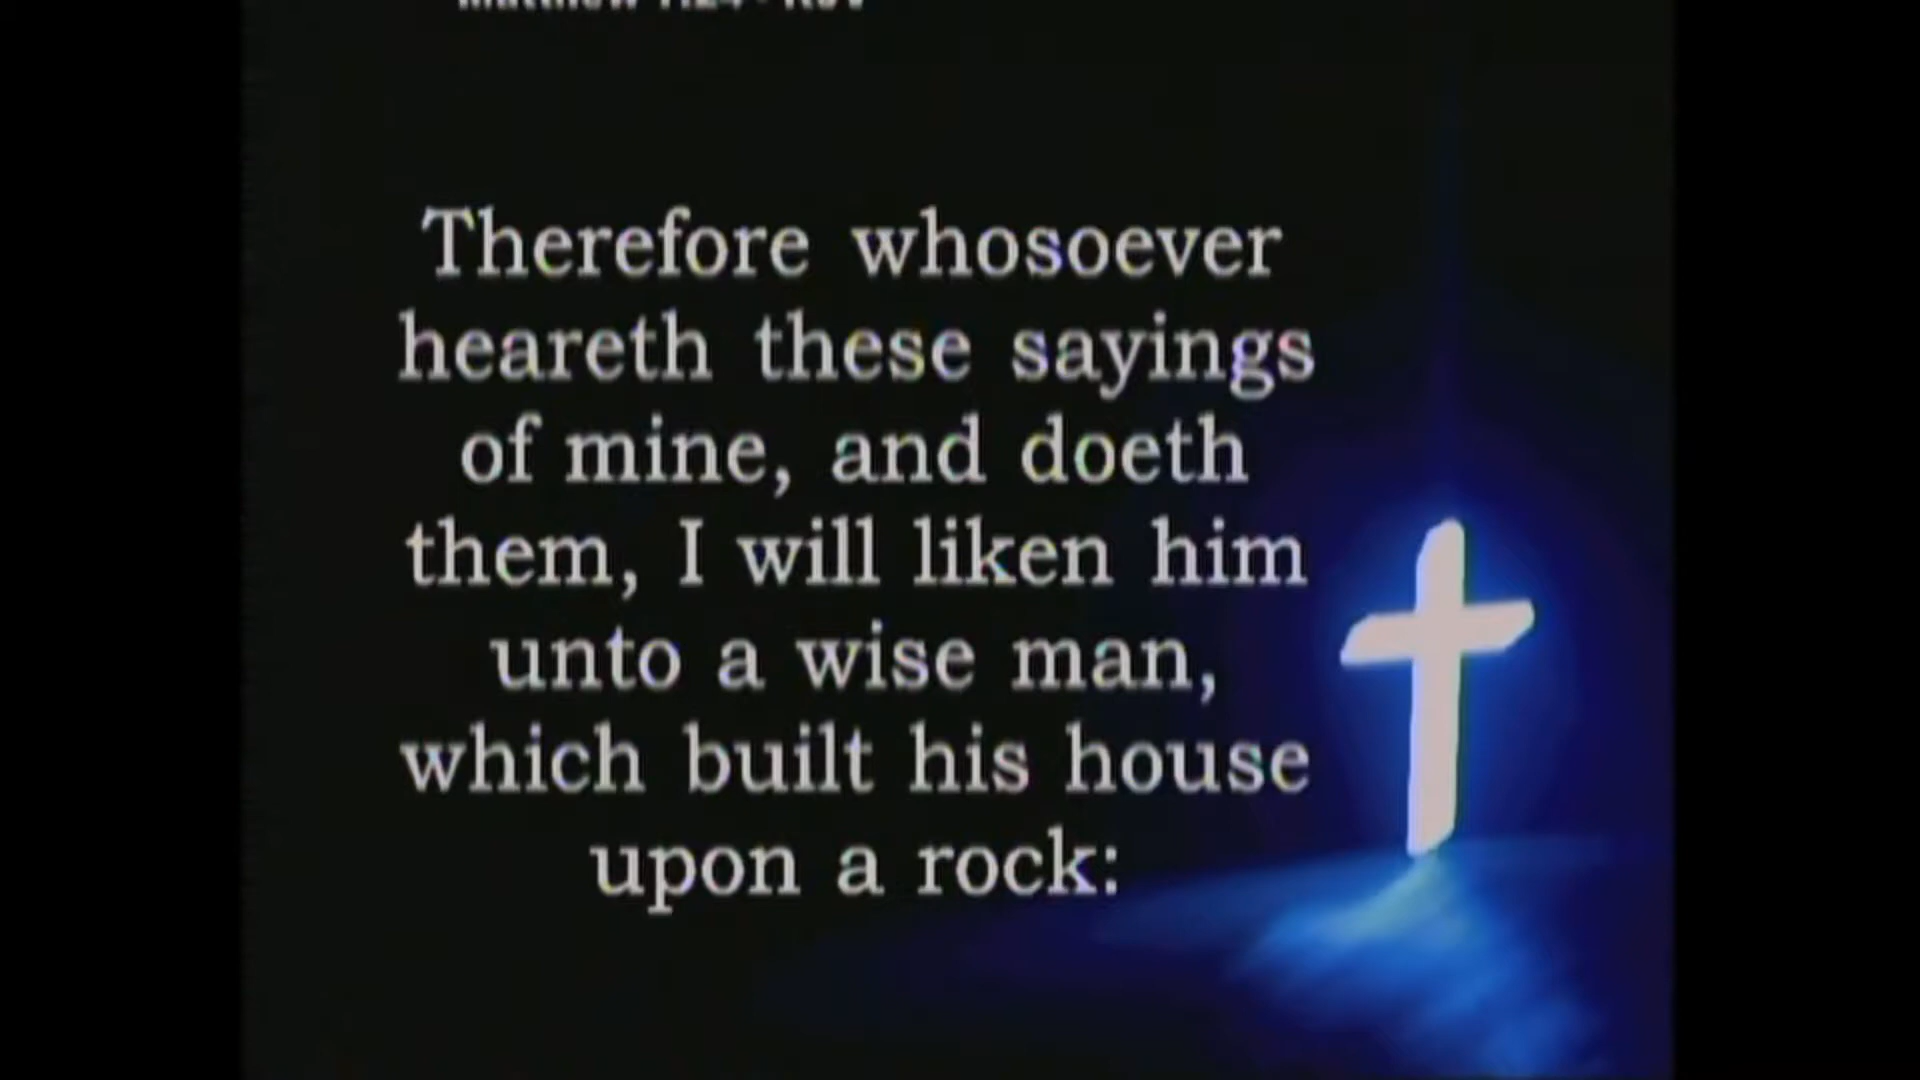 Therefore whosoever
heareth these sayings
of mine, and doeth
them, I will liken him
unto a wise man,
which built his house
upon a rock: